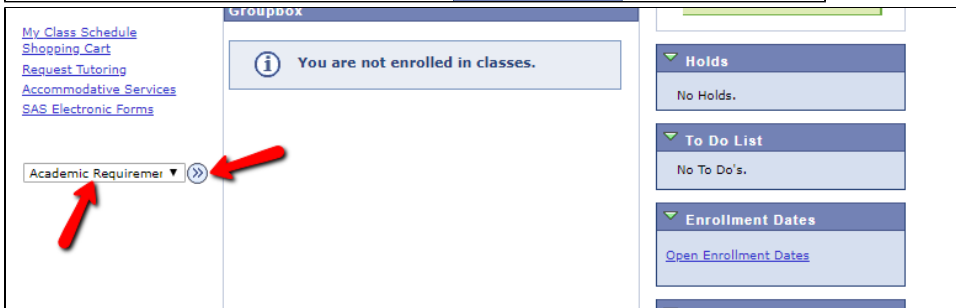 Groupbox
My Class Schedule
Shopping Cart
Request Tutoring
Accommodative Services
SAS Electronic Forms
Academic Requiremer
You are not enrolled in classes.
Holds
No Holds.
To Do List
No To Do's.
Enrollment Dates
Open Enrollment Dates